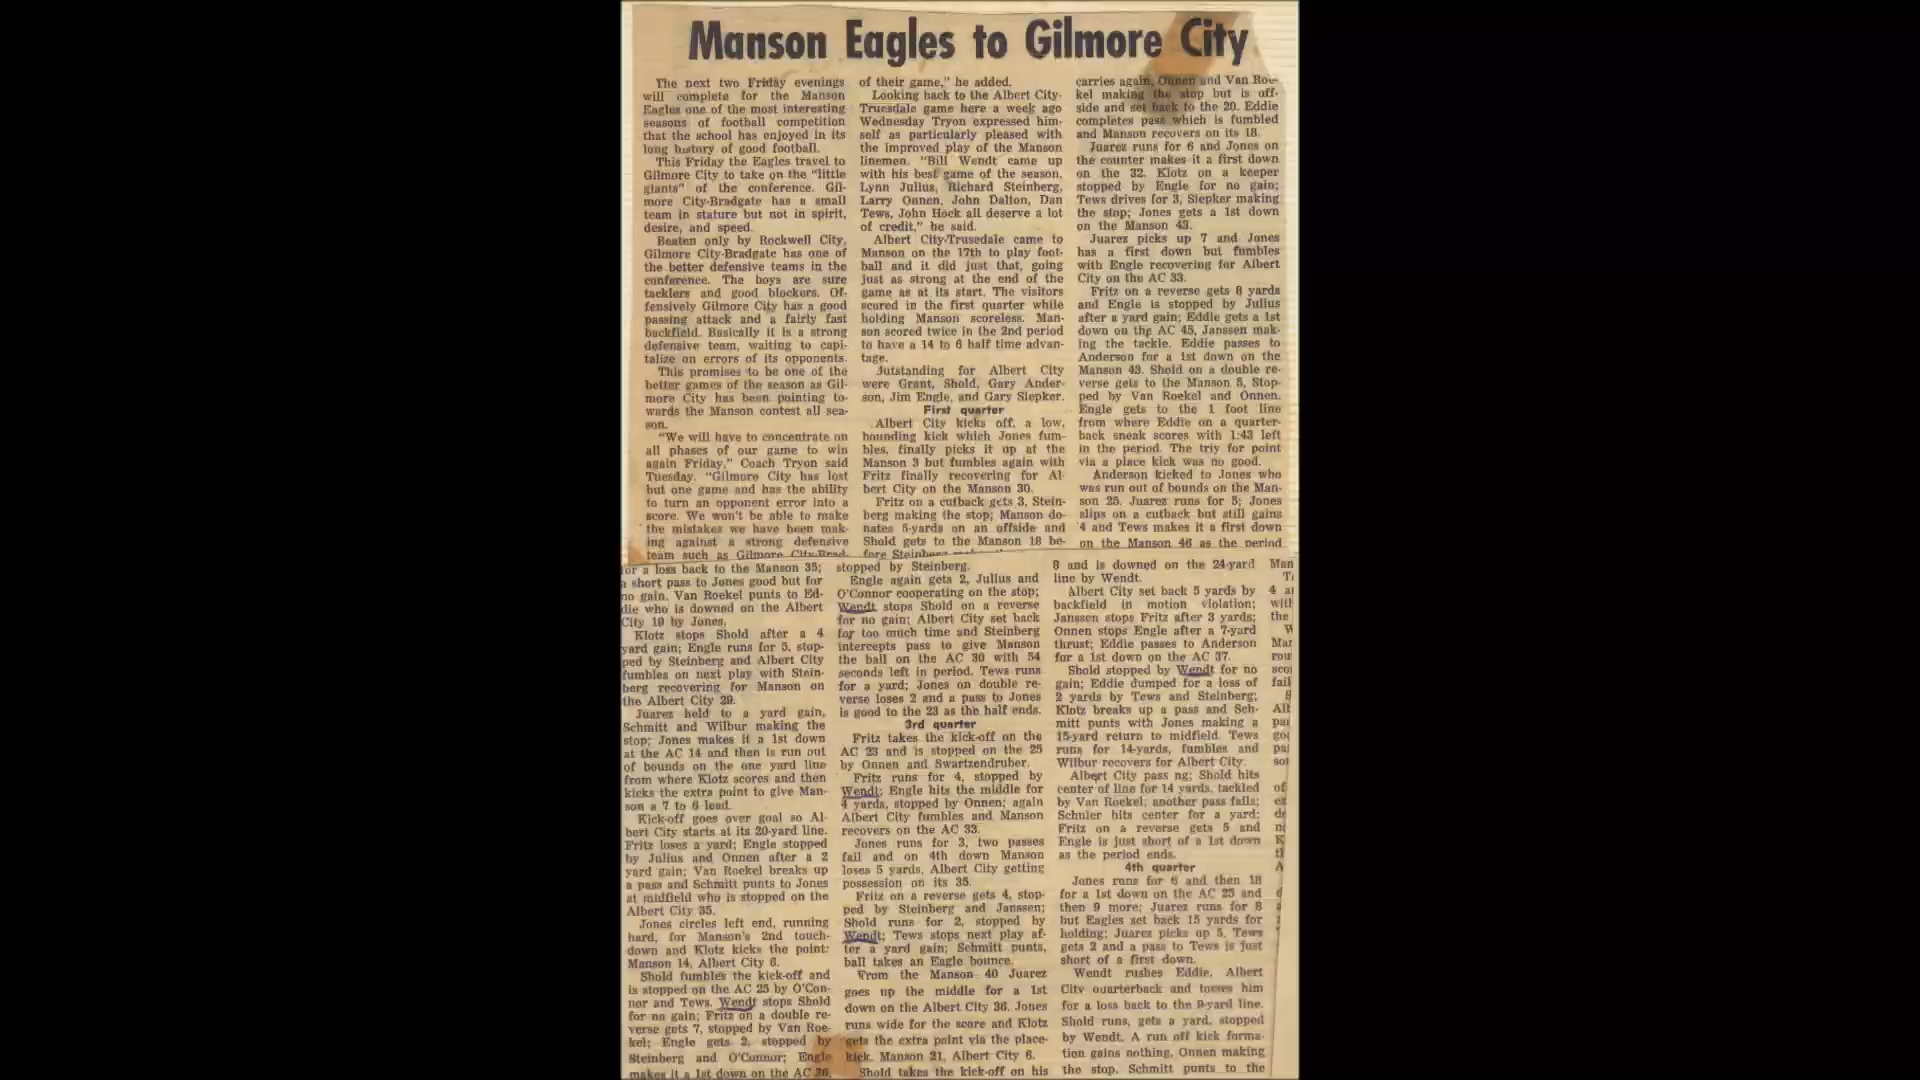 Manson Eagles to Gilmore City
The next two Friday evenings
will complete for the Manson
Eagles one of the most interesting
seasons of football competition
that the school has enjoyed in its
long history of good football.
This Friday the Eagles travel to
Gilmore City to take on the "little
giants" of the conference. Gil-
more City-Bradgate has a small
team in stature but not in spirit,
desire, and speed.
Beaten only by Rockwell City,
Gilmore City-Bradgate has one of
the better defensive teams in the
conference. The boys are sure
tacklers and good blockers. Of-
fensively Gilmore City has a good
passing attack and a fairly fast
backfield. Basically it is a strong
defensive team, waiting to capi-
talize on errors of its opponents.
This promises to be one of the
better games of the season as Gil-
more City has been pointing to-
wards the Manson contest all sea-
son.
"We will have to concentrate on
all phases of our game to win
again Friday," Coach Tryon said
Tuesday. "Gilmore City has lost
but one game and has the ability
to turn an opponent error into a
score. We won't be able to make
the mistakes we have been mak-
ing against a strong defensive
team such as Gilmore City-Brad-
of their game," he added.
Looking back to the Albert City-
Truesdale game here a week ago
Wednesday Tryon expressed him-
self as particularly pleased with
the improved play of the Manson
linemen. "Bill Wendt came up
with his best game of the season.
Lynn Julius, Richard Steinberg,
Larry Onnen, John Dalton, Dan
Tews, John Hock all deserve a lot
of credit," he said.
Albert City-Trusedale came to
Manson on the 17th to play foot-
ball and it did just that, going
just as strong at the end of the
game as at its start. The visitors
scored in the first quarter while
holding Manson scoreless. Man-
son scored twice in the 2nd period
to have a 14 to 6 half time advan-
tage.
Jutstanding for Albert City
were Grant, Shold, Gary Ander-
son, Jim Engle, and Gary Siepker.
First quarter
Albert City kicks off, a low,
bounding kick which Jones fum-
bles, finally picks it up at the
Manson 3 but fumbles again with
Fritz finally recovering for Al-
bert City on the Manson 30.
Fritz on a cutback gets 3, Stein-
berg making the stop; Manson do-
nates 5-yards on an offside and
Shold gets to the Manson 18 be-
fore Steinberg
carries again, Onnen and Van Roe-
kel making the stop but is off-
side and set back to the 20. Eddie
completes pass which is fumbled
and Manson recovers on its 18.
Juarez runs for 6 and Jones on
the counter makes it a first down
on the 32. Klotz on a keeper
stopped by Engle for no gain;
Tews drives for 3, Siepker making
the stop; Jones gets a 1st down
on the Manson 43.
Juarez picks up 7 and Jones
has a first down but fumbles
with Engle recovering for Albert
City on the AC 33.
Fritz on a reverse gets 8 yards
and Engle is stopped by Julius
after a yard gain; Eddie gets a 1st
down on the AC 45, Janssen mak-
ing the tackle. Eddie passes to
Anderson for a 1st down on the
Manson 43. Shold on a double re-
verse gets to the Manson 5, Stop-
ped by Van Roekel and Onnen.
Engle gets to the 1 foot line
from where Eddie on a quarter-
back sneak scores with 1:43 left
in the period. The triy for point
via a place kick was no good.
Anderson kicked to Jones who
was run out of bounds on the Man-
son 25. Juarez runs for 5; Jones
slips on a cutback but still gains
4 and Tews makes it a first down
on the Manson 46 as the period
for a loss back to the Manson 35;
a short pass to Jones good but for
no gain. Van Roekel punts to Ed-
die who is downed on the Albert
City 19 by Jones.
Klotz stops Shold after a 4
yard gain; Engle runs for 5, stop-
ped by Steinberg and Albert City
fumbles on next play with Stein-
berg recovering for Manson on
the Albert City 29.
Juarez held to a yard gain,
Schmitt and Wilbur making the
stop; Jones makes it a 1st down
at the AC 14 and then is run out
of bounds on the one yard line
from where Klotz scores and then
kicks the extra point to give Man-
son a 7 to 6 lead.
Kick-off goes over goal so Al-
bert City starts at its 20-yard line.
Fritz loses a yard; Engle stopped
by Julius and Onnen after a 2
yard gain; Van Roekel breaks up
a pass and Schmitt punts to Jones
at midfield who is stopped on the
Albert City 35.
Jones circles left end, running
hard, for Manson's 2nd touch-
down and Klotz kicks the point:
Manson 14, Albert City 6.
Shold fumbles the kick-off and
is stopped on the AC 25 by O'Con-
nor and Tews. Wendt stops Shold
for no gain; Fritz on a double re-
verse gets 7, stopped by Van Roe-
kel; Engle gets 2, stopped by
Steinberg and O'Connor; Engle
makes it a 1st down on the AC 36,
stopped by Steinberg.
Engle again gets 2, Julius and
O'Connor cooperating on the stop;
Wendt stops Shold on a reverse
for no gain; Albert City set back
for too much time and Steinberg
intercepts pass to give Manson
the ball on the AC 30 with 54
seconds left in period. Tews runs
for a yard; Jones on double re-
verse loses 2 and a pass to Jones
is good to the 23 as the half ends.
3rd quarter
Fritz takes the kick-off on the
AC 23 and is stopped on the 25
by Onnen and Swartzendruber.
Fritz runs for 4, stopped by
Wendt; Engle hits the middle for
4 yards, stopped by Onnen; again
Albert City fumbles and Manson
recovers on the AC 33.
Jones runs for 3, two passes
fail and on 4th down Manson
loses 5 yards, Albert City getting
possession on its 35.
Fritz on a reverse gets 4, stop-
ped by Steinberg and Janssen;
Shold runs for 2, stopped by
Wendt; Tews stops next play af-
ter a yard gain; Schmitt punts,
ball takes an Eagle bounce.
From the Manson 40 Juarez
goes up the middle for a 1st
down on the Albert City 36. Jones
runs wide for the score and Klotz
gets the extra point via the place-
kick. Manson 21, Albert City 6.
Shold takes the kick-off on his
8 and is downed on the 24-yard
line by Wendt.
Albert City set back 5 yards by
backfield in motion violation;
Janssen stops Fritz after 3 yards;
Onnen stops Engle after a 7-yard
thrust; Eddie passes to Anderson
for a 1st down on the AC 37.
Shold stopped by Wendt for no
gain; Eddie dumped for a loss of
2 yards by Tews and Steinberg;
Klotz breaks up a pass and Sch-
mitt punts with Jones making a
15-yard return to midfield. Tews
runs for 14-yards, fumbles and
Wilbur recovers for Albert City.
Albert City pass ng; Shold hits
center of line for 14 yards, tackled
by Van Roekel; another pass fails;
Schuler hits center for a yard;
Fritz on a reverse gets 5 and
Engle is just short of a 1st down
as the period ends.
4th quarter
Jones runs for 6 and then 18
for a 1st down on the AC 25 and
then 9 more; Juarez runs for 8
but Eagles set back 15 yards for
holding; Juarez picks up 5, Tews
gets 2 and a pass to Tews is just
short of a first down.
Wendt rushes Eddie, Albert
City quarterback and tosses him
for a loss back to the 9-yard line.
Shold runs, gets a yard, stopped
by Wendt. A run off kick forma-
tion gains nothing, Onnen making
the stop. Schmitt punts to the
Man
4
the
Mar
rou
fail
of